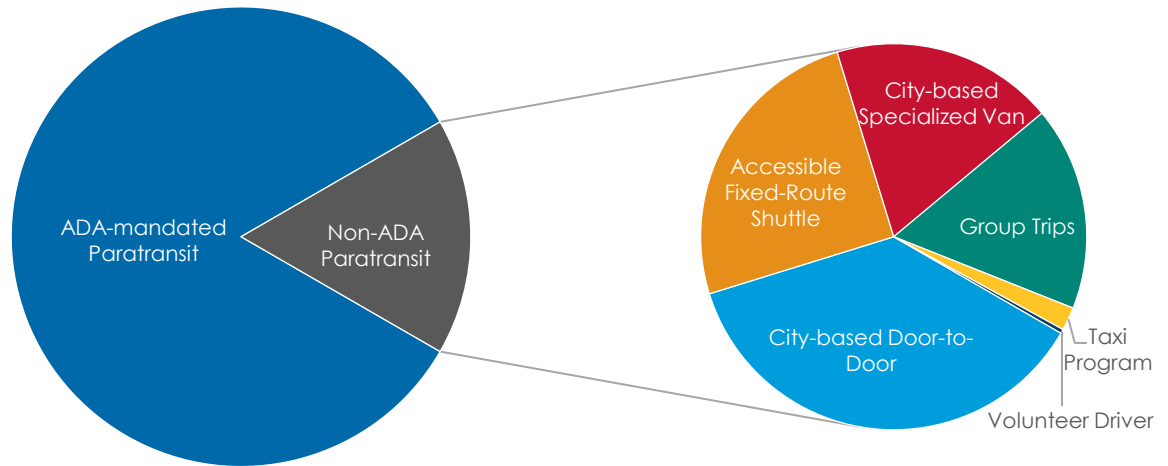 ADA-mandated
Paratransit
Non-ADA
Paratransit
City-based
Specialized Van
Accessible
Fixed-Route
Shuttle
Group Trips
City-based Door-to-
Door
Taxi
Program
Volunteer Driver